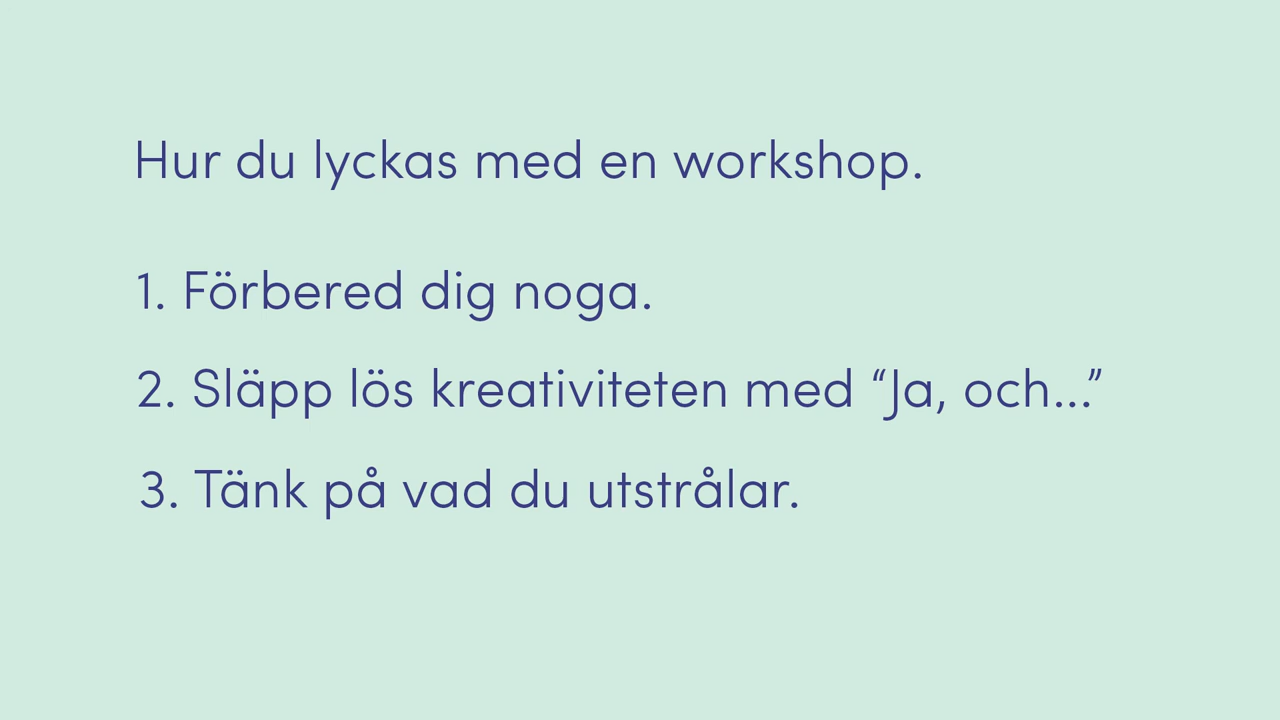 Hur du lyckas med en workshop.
1. Förbered dig noga.
2. Släpp lös kreativiteten med “Ja, och...”
3. Tänk på vad du utstrålar.